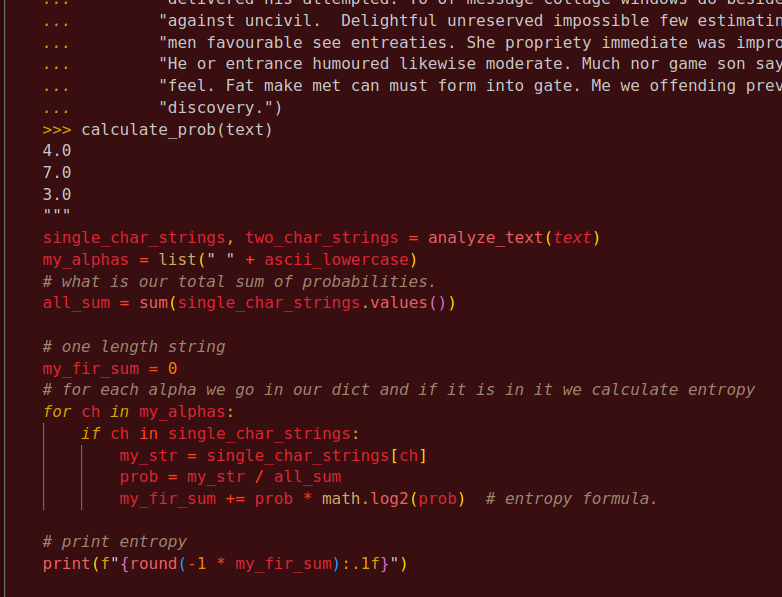 ... "delivered his attempted. To of message cottage windows do besid
... "against uncivil.  Delightful unreserved impossible few estimatin
... "men favourable see entreaties. She propriety immediate was impro
... "He or entrance humoured likewise moderate. Much nor game son say
... "feel. Fat make met can must form into gate. Me we offending prev
... "discovery.")
>>> calculate_prob(text)
4.0
7.0
3.0
"""
single_char_strings, two_char_strings = analyze_text(text)
my_alphas = list(" " + ascii_lowercase)
# what is our total sum of probabilities.
all_sum = sum(single_char_strings.values())
# one length string
my_fir_sum = 0
# for each alpha we go in our dict and if it is in it we calculate entropy
for ch in my_alphas:
if ch in single_char_strings:
my_str = single_char_strings[ch]
prob = my_str / all_sum
my_fir_sum += prob * math.log2(prob)  # entropy formula.
# print entropy
print(f"{round(-1 * my_fir_sum):.1f}")